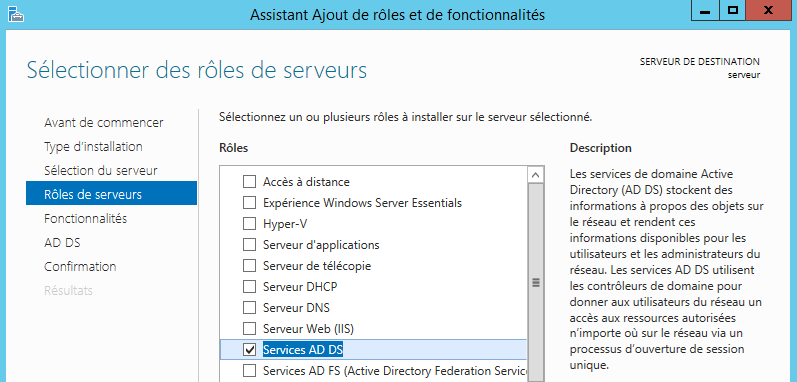 Assistant Ajout de rôles et de fonctionnalités
Sélectionner des rôles de serveurs
SERVEUR DE DESTINATION
serveur
Avant de commencer
Type d'installation
Sélection du serveur
Rôles de serveurs
Fonctionnalités
AD DS
Confirmation
Résultats
Sélectionnez un ou plusieurs rôles à installer sur le serveur sélectionné.
Rôles
Accès à distance
Expérience Windows Server Essentials
Hyper-V
Serveur d'applications
Serveur de télécopie
Serveur DHCP
Serveur DNS
Serveur Web (IIS)
Services AD DS
Services AD FS (Active Directory Federation Service
Description
Les services de domaine Active
Directory (AD DS) stockent des
informations à propos des objets sur
le réseau et rendent ces
informations disponibles pour les
utilisateurs et les administrateurs du
réseau. Les services AD DS utilisent
les contrôleurs de domaine pour
donner aux utilisateurs du réseau un
accès aux ressources autorisées
n'importe où sur le réseau via un
processus d'ouverture de session
unique.